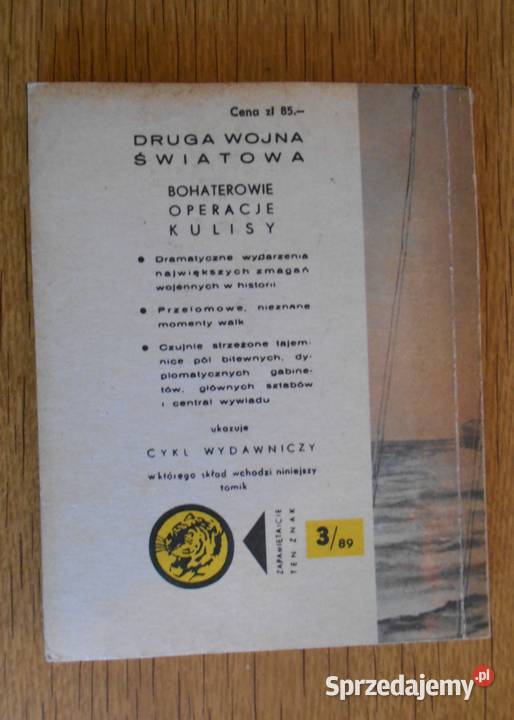 Cena zł 85.—
DRUGA WOJNA
ŚWIATOWA
BOHATEROWIE
OPERACJE
KULISY
● Dramatyczne wydarzenia
największych zmagań
wojennych w historii
● Przełomowe, nieznane
momenty walk
● Czujnie strzeżone tajem-
nice pól bitewnych, dy-
plomatycznych gabine-
tów, głównych sztabów
i central wywiadu
ukazuje
CYKL WYDAWNICZY
w którego skład wchodzi niniejszy
tomik
ZAPAMIĘTAJCIE
TEN ZNAK
3/89
Sprzedajemy.pl